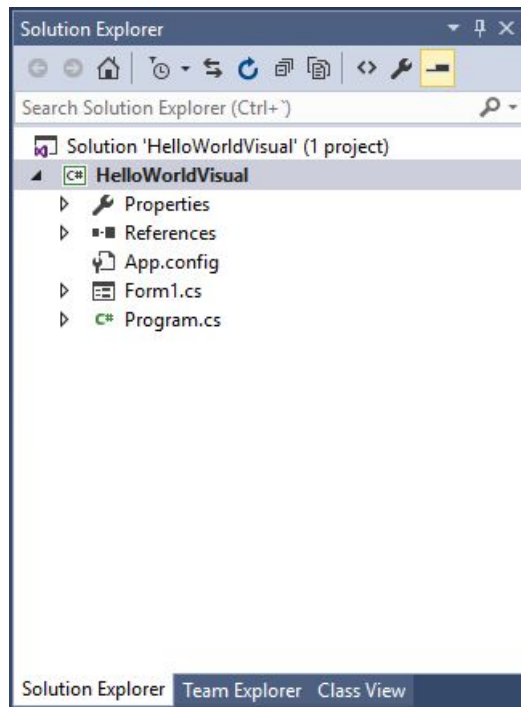 Solution Explorer
Search Solution Explorer (Ctrl+`)
Solution 'HelloWorldVisual' (1 project)
C# HelloWorldVisual
Properties
References
App.config
Form1.cs
C# Program.cs
Solution Explorer Team Explorer Class View